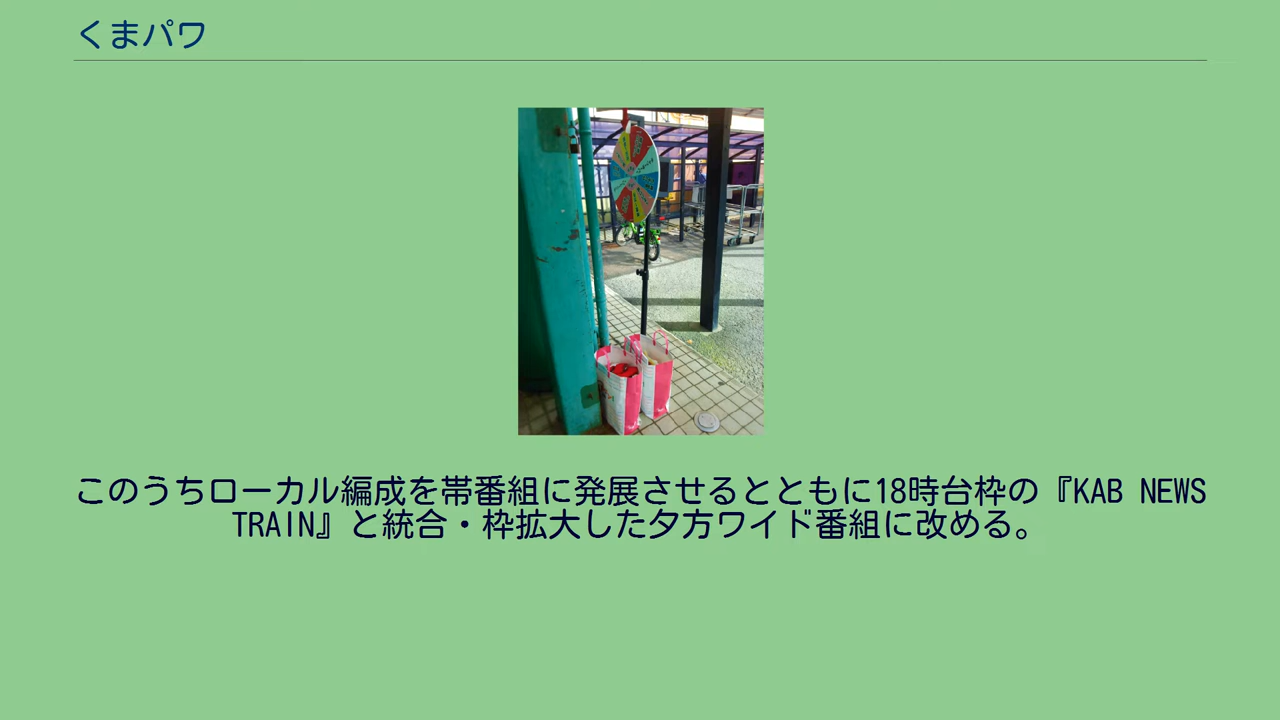 くまパワ
このうちローカル編成を帯番組に発展させるとともに18時台枠の『KAB NEWS
TRAIN』と統合・枠拡大した夕方ワイド番組に改める。